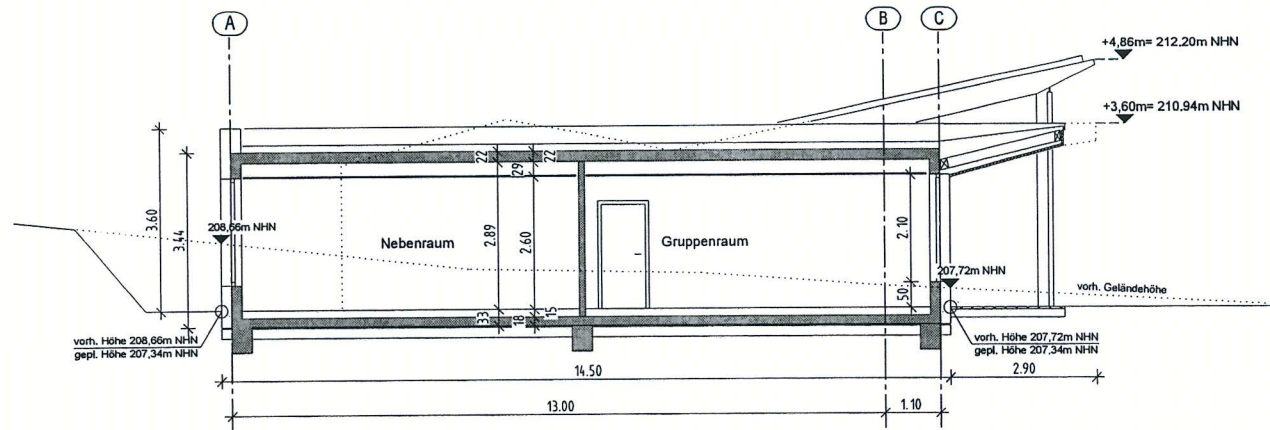 A
B
C
+4,86m= 212.20m NHN
+3,60m= 210.94m NHN
22
29
22
3.60
3.44
208,66m NHN
Nebenraum
2.89
2.60
Gruppenraum
2.10
207,72m NHN
vorh. Geländehöhe
50
33
18
15
vorh. Höhe 208,66m NHN
gepl. Höhe 207,34m NHN
vorh. Höhe 207,72m NHN
gepl. Höhe 207,34m NHN
14.50
2.90
13.00
1.10